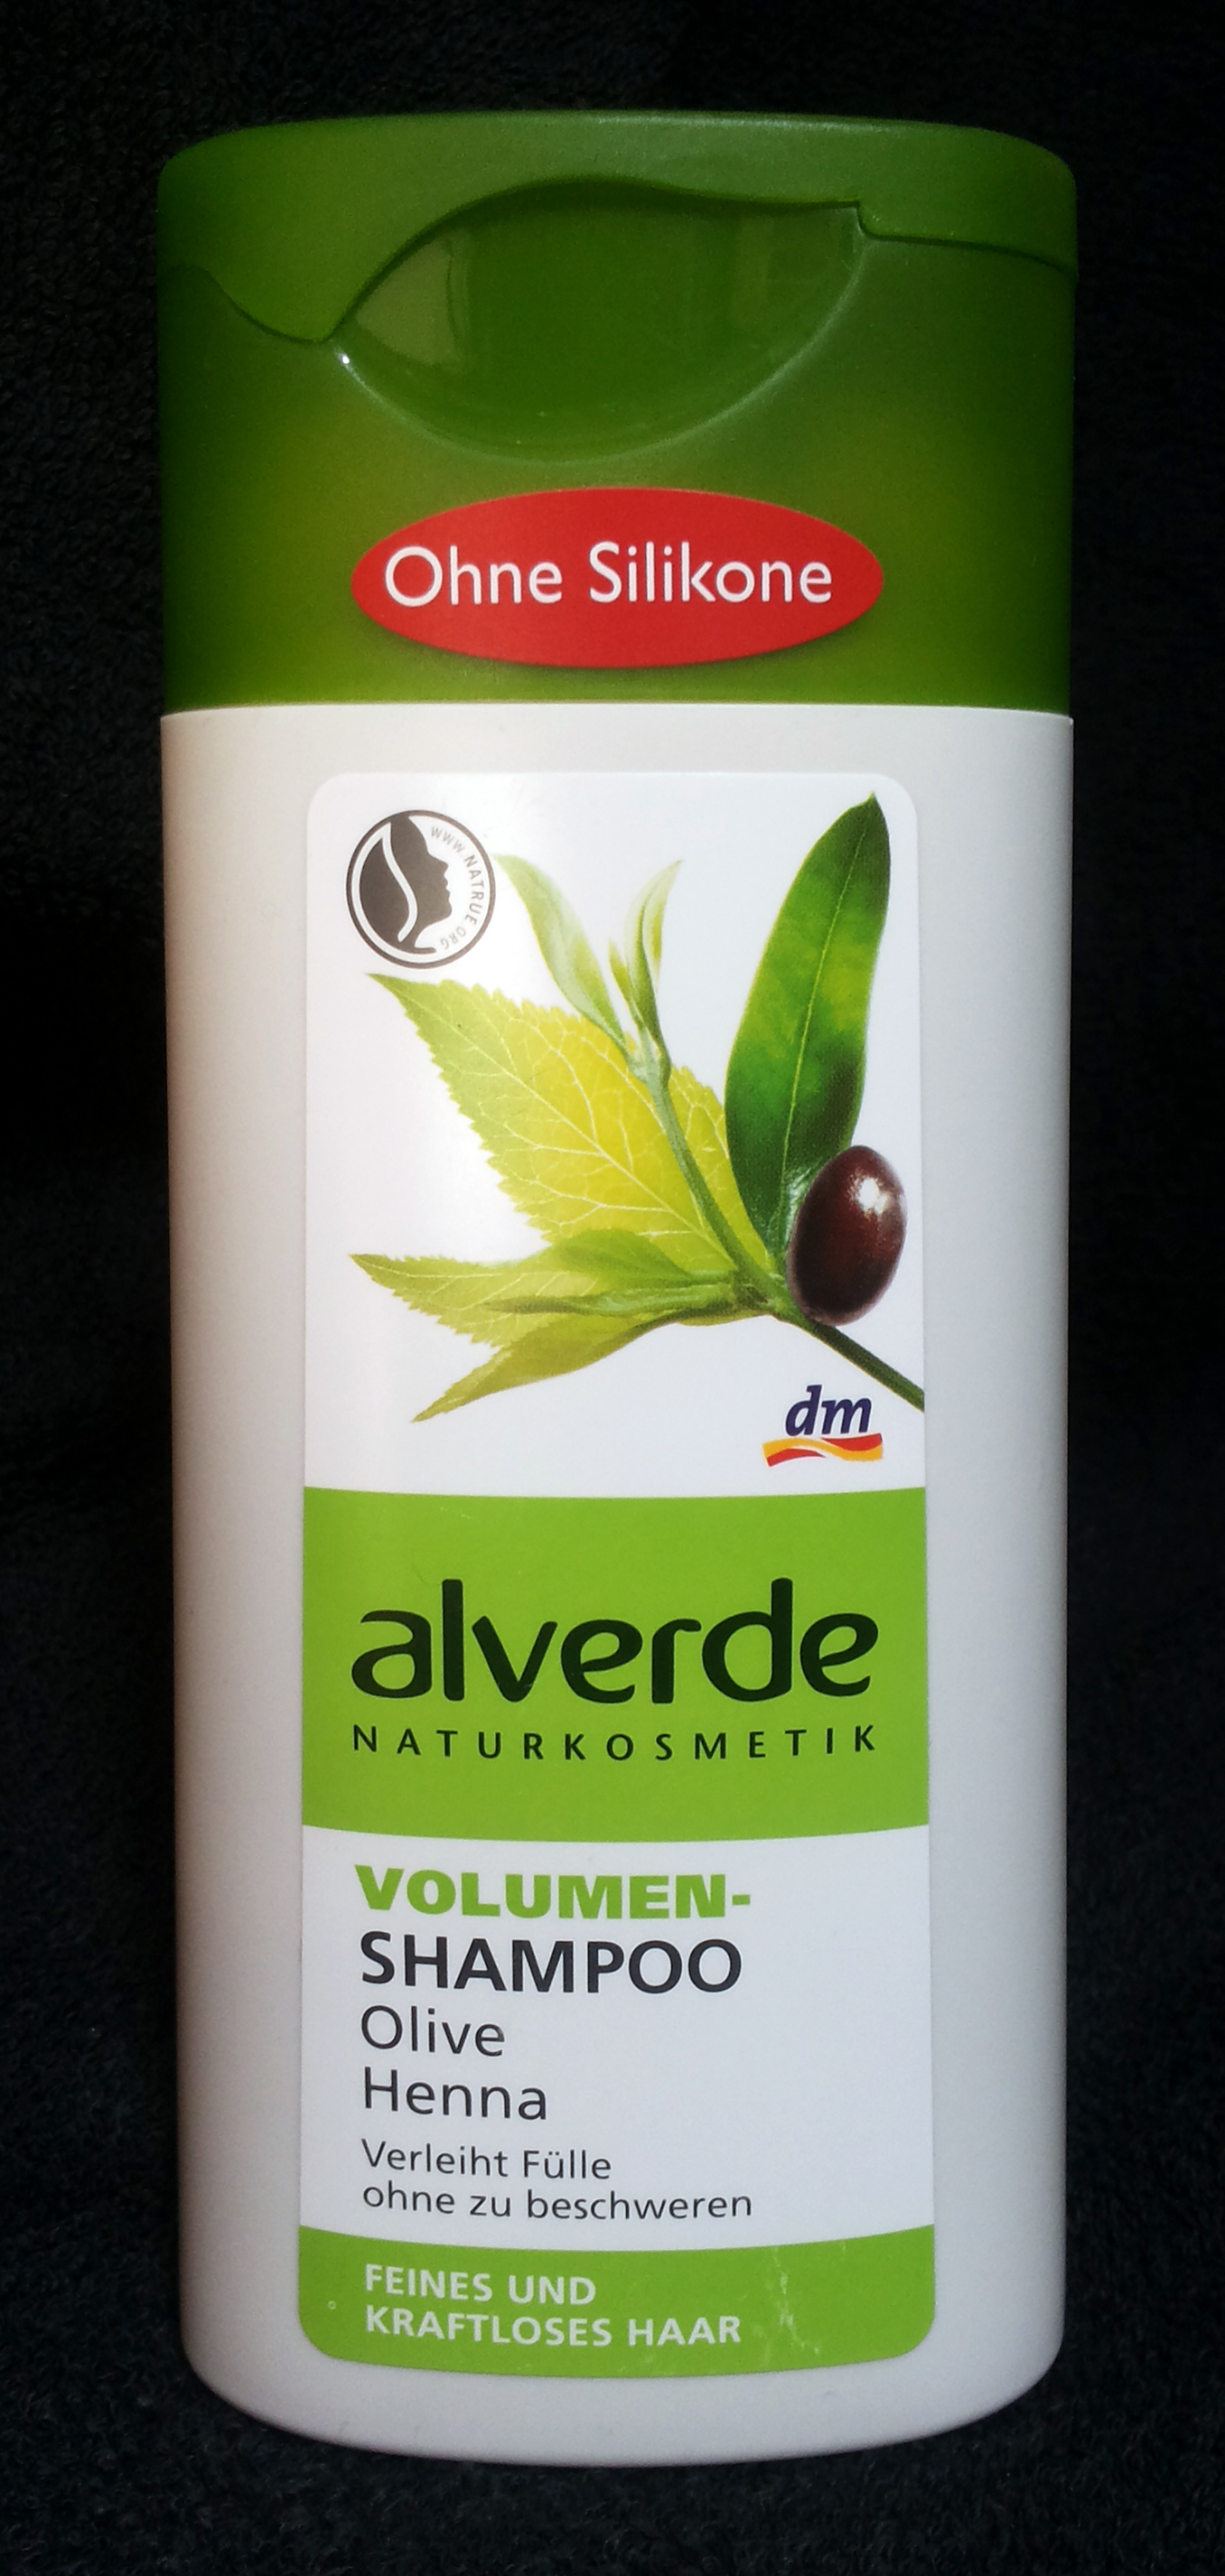 Ohne Silikone
WWW.NATRUE.ORG
dm
alverde
NATURKOSMETIK
VOLUMEN-
SHAMPOO
Olive
Henna
Verleiht Fülle
ohne zu beschweren
FEINES UND
KRAFTLOSES HAAR